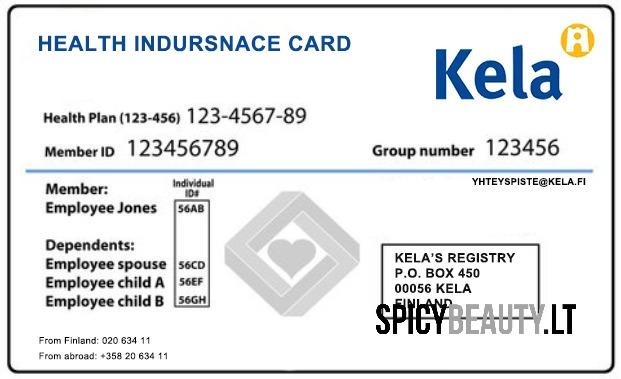 HEALTH INDURSNACE CARD
Kela
Health Plan (123-456) 123-4567-89
Member ID 123456789
Group number 123456
YHTEYSPISTE@KELA.FI
Individual
ID#
Member:
Employee Jones 56AB
Dependents:
Employee spouse 56CD
Employee child A 56EF
Employee child B 56GH
KELA'S REGISTRY
P.O. BOX 450
00056 KELA
FINLAND
SPICYBEAUTY.LT
From Finland: 020 634 11
From abroad: +358 20 634 11